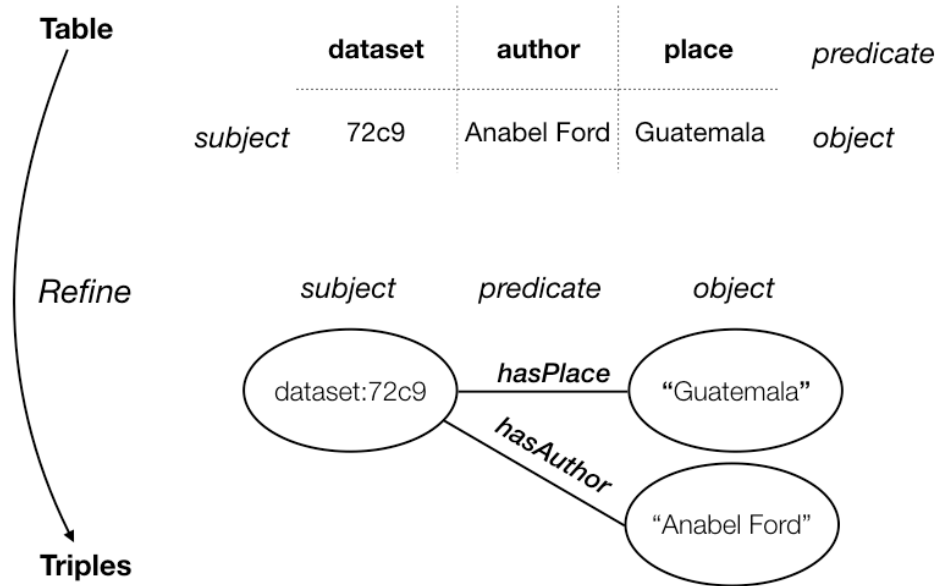 Table
dataset author place predicate
subject 72c9 Anabel Ford Guatemala object
Refine
subject predicate object
dataset:72c9 hasPlace “Guatemala”
hasAuthor
“Anabel Ford”
Triples